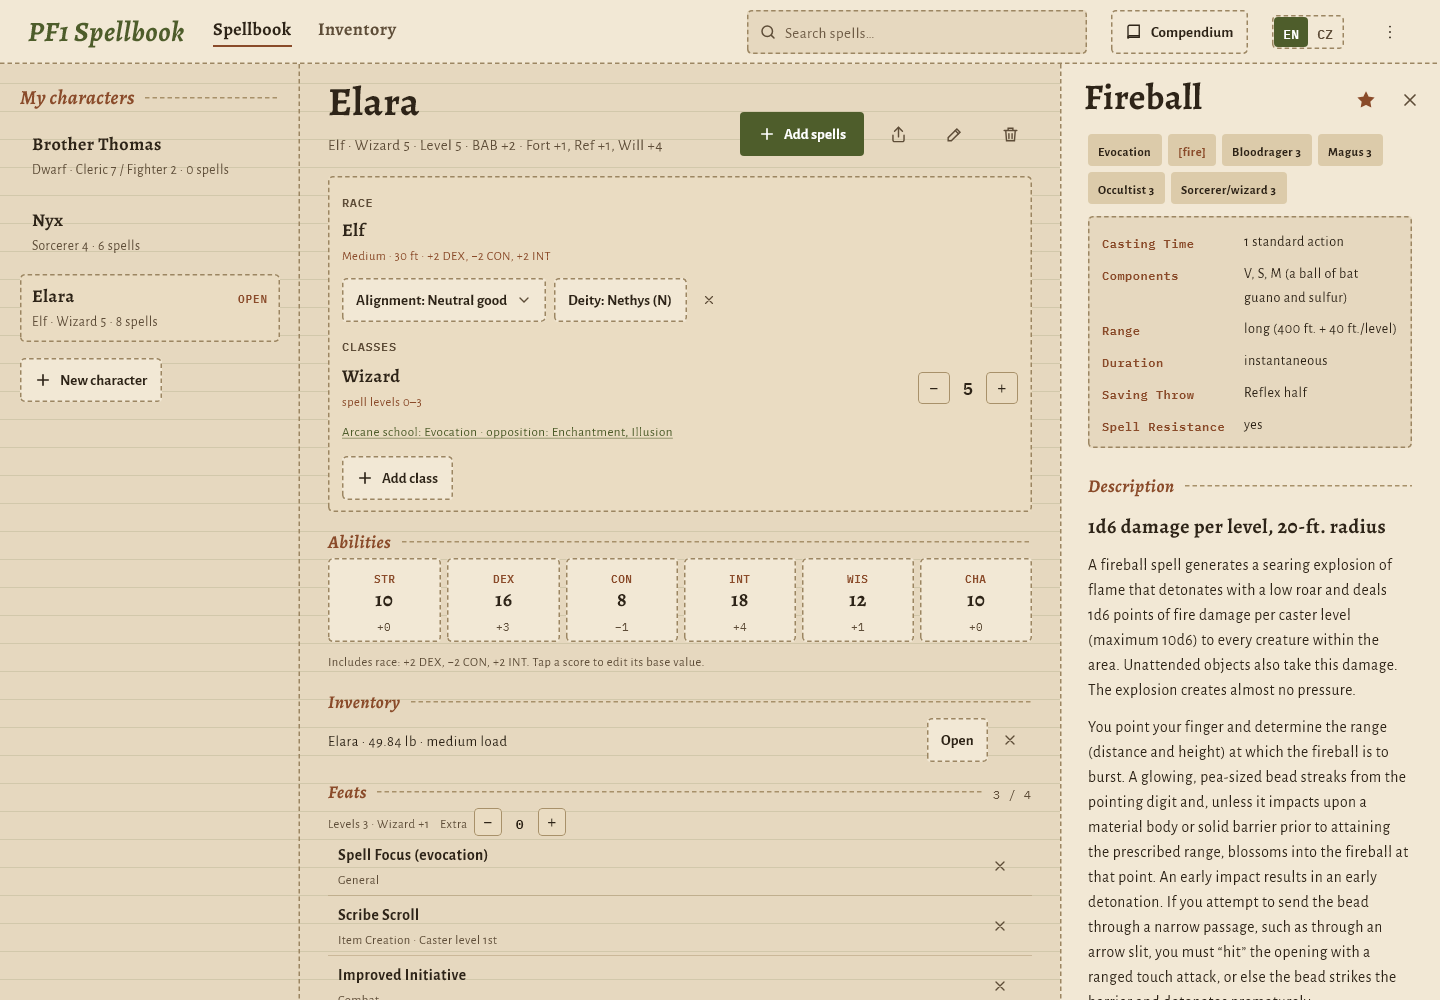 PF1 Spellbook
Spellbook
Inventory
Search spells…
Compendium
EN
CZ
My characters
Brother Thomas
Dwarf · Cleric 7 / Fighter 2 · 0 spells
Nyx
Sorcerer 4 · 6 spells
Elara
OPEN
Elf · Wizard 5 · 8 spells
New character
Elara
Elf · Wizard 5 · Level 5 · BAB +2 · Fort +1, Ref +1, Will +4
Add spells
RACE
Elf
Medium · 30 ft · +2 DEX, −2 CON, +2 INT
Alignment: Neutral good
Deity: Nethys (N)
CLASSES
Wizard
spell levels 0–3
− 5 +
Arcane school: Evocation · opposition: Enchantment, Illusion
Add class
Abilities
STR
10
+0
DEX
16
+3
CON
8
−1
INT
18
+4
WIS
12
+1
CHA
10
+0
Includes race: +2 DEX, −2 CON, +2 INT. Tap a score to edit its base value.
Inventory
Elara · 49.84 lb · medium load
Open
Feats
3 / 4
Levels 3 · Wizard +1
Extra − 0 +
Spell Focus (evocation)
General
Scribe Scroll
Item Creation · Caster level 1st
Improved Initiative
Combat
Fireball
Evocation
[fire]
Bloodrager 3
Magus 3
Occultist 3
Sorcerer/wizard 3
Casting Time
1 standard action
Components
V, S, M (a ball of bat
guano and sulfur)
Range
long (400 ft. + 40 ft./level)
Duration
instantaneous
Saving Throw
Reflex half
Spell Resistance
yes
Description
1d6 damage per level, 20-ft. radius
A fireball spell generates a searing explosion of
flame that detonates with a low roar and deals
1d6 points of fire damage per caster level
(maximum 10d6) to every creature within the
area. Unattended objects also take this damage.
The explosion creates almost no pressure.
You point your finger and determine the range
(distance and height) at which the fireball is to
burst. A glowing, pea-sized bead streaks from the
pointing digit and, unless it impacts upon a
material body or solid barrier prior to attaining
the prescribed range, blossoms into the fireball at
that point. An early impact results in an early
detonation. If you attempt to send the bead
through a narrow passage, such as through an
arrow slit, you must “hit” the opening with a
ranged touch attack, or else the bead strikes the
barrier and detonates prematurely.